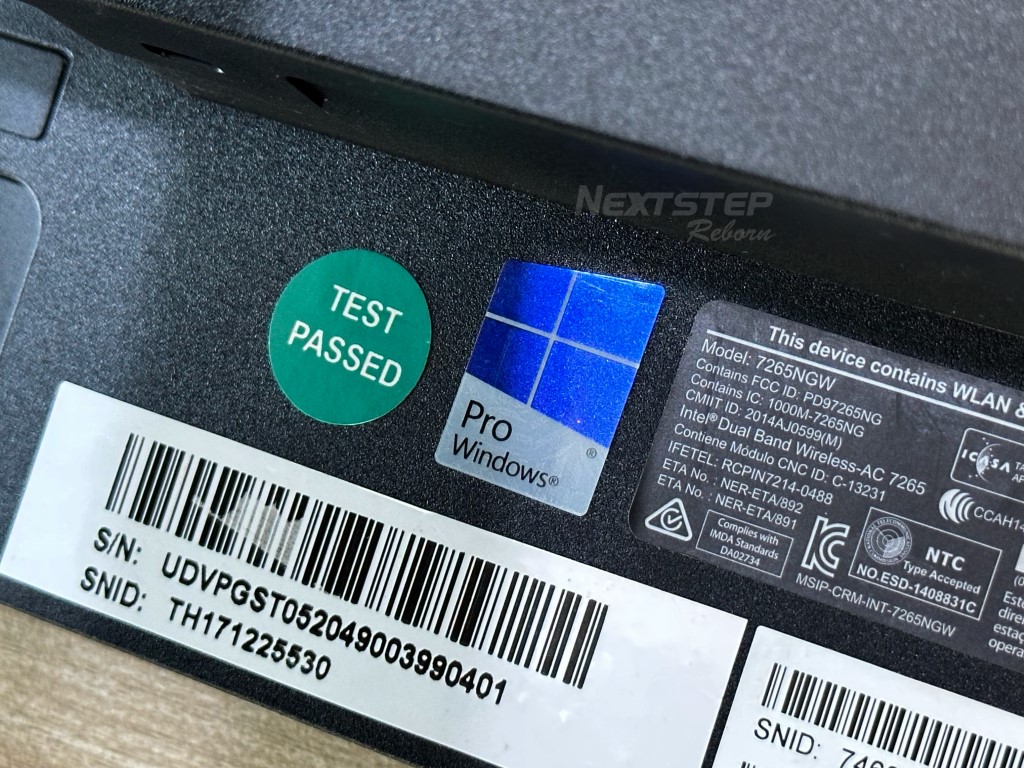 NEXTSTEP
Reborn
TEST
PASSED
Pro
Windows®
®
This device contains WLAN &
Model: 7265NGW
Contains FCC ID: PD97265NG
Contains IC: 1000M-7265NG
CMIIT ID: 2014AJ0599(M)
Intel® Dual Band Wireless-AC 7265
Contiene Módulo CNC ID: C-13231
IFETEL: RCPIN7214-0488
ETA No. : NER-ETA/892
ETA No. : NER-ETA/891
Complies with
IMDA Standards
DA02734
MSIP-CRM-INT-7265NGW
NTC
Type Accepted
NO.ESD-1408831C
ICASA
CCAH14
S/N: UDVPGST052049003990401
SNID: TH171225530
SNID: